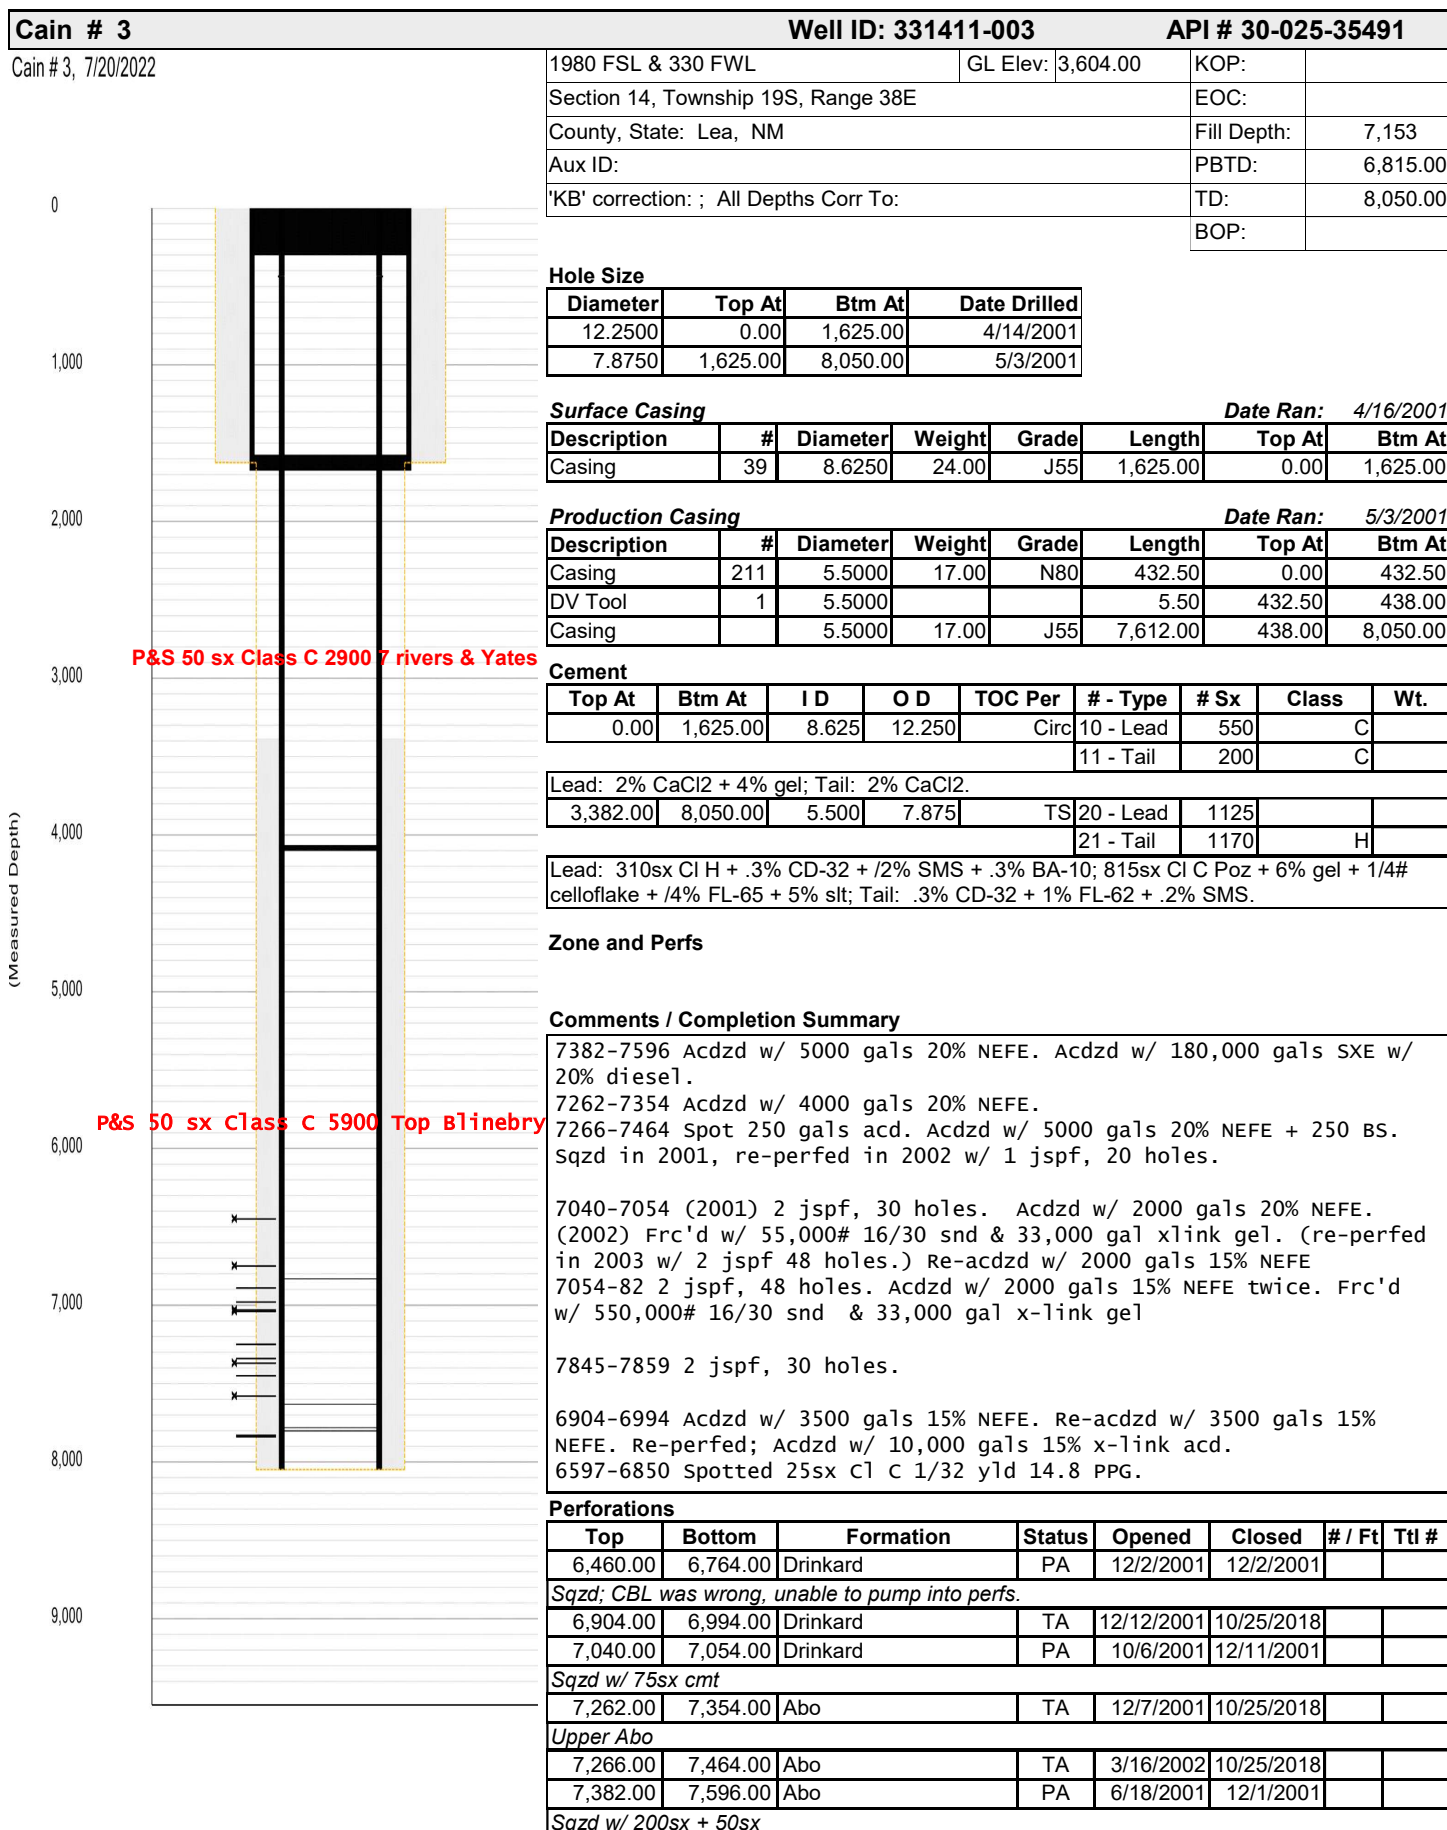 Cain # 3 Well ID: 331411-003 API # 30-025-35491
Cain # 3, 7/20/2022
1980 FSL & 330 FWL GL Elev: 3,604.00 KOP:
Section 14, Township 19S, Range 38E EOC:
County, State: Lea, NM Fill Depth: 7,153
Aux ID: PBTD: 6,815.00
'KB' correction: ; All Depths Corr To: TD: 8,050.00
BOP:
Hole Size
Diameter Top At Btm At Date Drilled
12.2500 0.00 1,625.00 4/14/2001
7.8750 1,625.00 8,050.00 5/3/2001
Surface Casing Date Ran: 4/16/2001
Description # Diameter Weight Grade Length Top At Btm At
Casing 39 8.6250 24.00 J55 1,625.00 0.00 1,625.00
Production Casing Date Ran: 5/3/2001
Description # Diameter Weight Grade Length Top At Btm At
Casing 211 5.5000 17.00 N80 432.50 0.00 432.50
DV Tool 1 5.5000 5.50 432.50 438.00
Casing 5.5000 17.00 J55 7,612.00 438.00 8,050.00
Cement
Top At Btm At I D O D TOC Per # - Type # Sx Class Wt.
0.00 1,625.00 8.625 12.250 Circ 10 - Lead 550 C
11 - Tail 200 C
Lead: 2% CaCl2 + 4% gel; Tail: 2% CaCl2.
3,382.00 8,050.00 5.500 7.875 TS 20 - Lead 1125
21 - Tail 1170 H
Lead: 310sx Cl H + .3% CD-32 + /2% SMS + .3% BA-10; 815sx Cl C Poz + 6% gel + 1/4#
celloflake + /4% FL-65 + 5% slt; Tail: .3% CD-32 + 1% FL-62 + .2% SMS.
Zone and Perfs
Comments / Completion Summary
7382-7596 Acdzd w/ 5000 gals 20% NEFE. Acdzd w/ 180,000 gals SXE w/
20% diesel.
7262-7354 Acdzd w/ 4000 gals 20% NEFE.
7266-7464 Spot 250 gals acd. Acdzd w/ 5000 gals 20% NEFE + 250 BS.
Sqzd in 2001, re-perfed in 2002 w/ 1 jspf, 20 holes.
7040-7054 (2001) 2 jspf, 30 holes. Acdzd w/ 2000 gals 20% NEFE.
(2002) Frc'd w/ 55,000# 16/30 snd & 33,000 gal xlink gel. (re-perfed
in 2003 w/ 2 jspf 48 holes.) Re-acdzd w/ 2000 gals 15% NEFE
7054-82 2 jspf, 48 holes. Acdzd w/ 2000 gals 15% NEFE twice. Frc'd
w/ 550,000# 16/30 snd & 33,000 gal x-link gel
7845-7859 2 jspf, 30 holes.
6904-6994 Acdzd w/ 3500 gals 15% NEFE. Re-acdzd w/ 3500 gals 15%
NEFE. Re-perfed; Acdzd w/ 10,000 gals 15% x-link acd.
6597-6850 Spotted 25sx Cl C 1/32 yld 14.8 PPG.
Perforations
Top Bottom Formation Status Opened Closed # / Ft Ttl #
6,460.00 6,764.00 Drinkard PA 12/2/2001 12/2/2001
Sqzd; CBL was wrong, unable to pump into perfs.
6,904.00 6,994.00 Drinkard TA 12/12/2001 10/25/2018
7,040.00 7,054.00 Drinkard PA 10/6/2001 12/11/2001
Sqzd w/ 75sx cmt
7,262.00 7,354.00 Abo TA 12/7/2001 10/25/2018
Upper Abo
7,266.00 7,464.00 Abo TA 3/16/2002 10/25/2018
7,382.00 7,596.00 Abo PA 6/18/2001 12/1/2001
Sqzd w/ 200sx + 50sx
(Measured Depth)
0
1,000
2,000
P&S 50 sx Class C 2900 7 rivers & Yates
3,000
4,000
5,000
P&S 50 sx Class C 5900 Top Blinebry
6,000
7,000
8,000
9,000